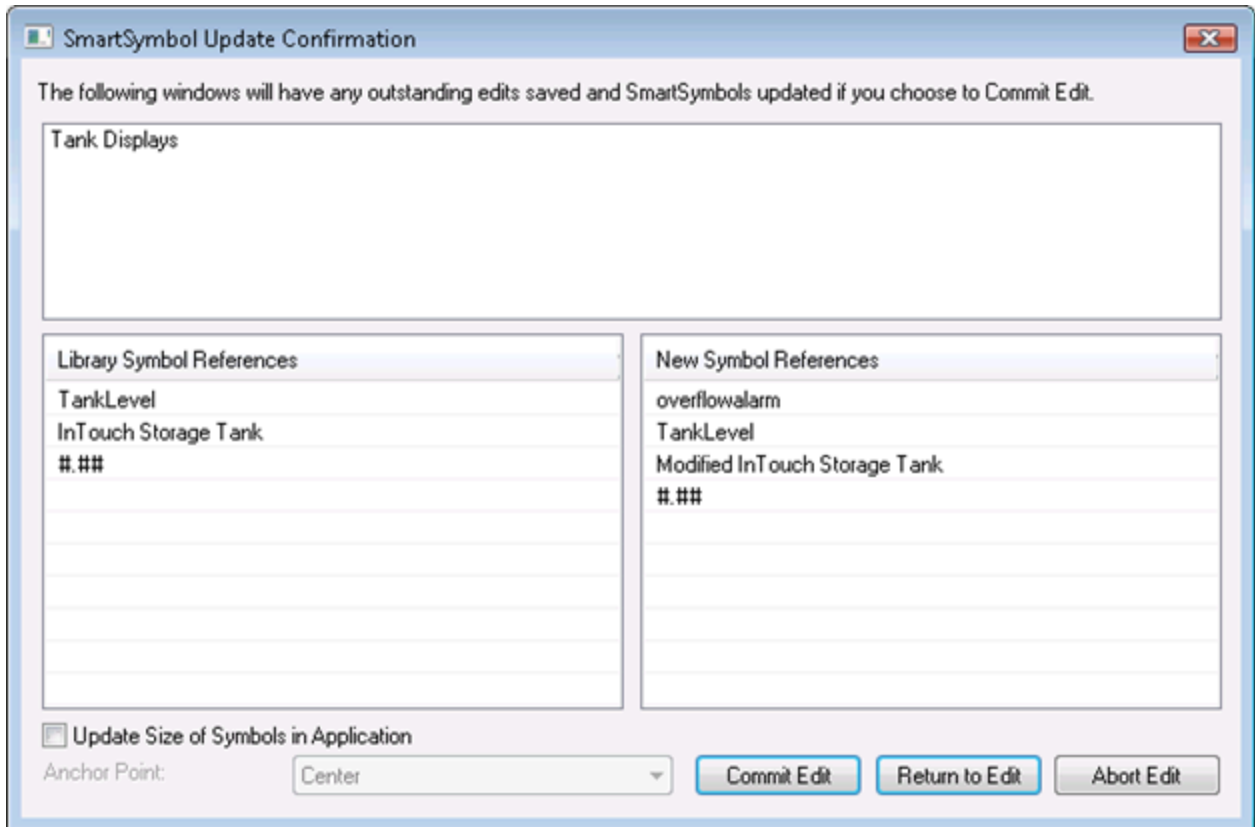 SmartSymbol Update Confirmation
The following windows will have any outstanding edits saved and SmartSymbols updated if you choose to Commit Edit.
Tank Displays
Library Symbol References
TankLevel
InTouch Storage Tank
#.##
New Symbol References
overflowalarm
TankLevel
Modified InTouch Storage Tank
#.##
Update Size of Symbols in Application
Anchor Point: Center Commit Edit Return to Edit Abort Edit